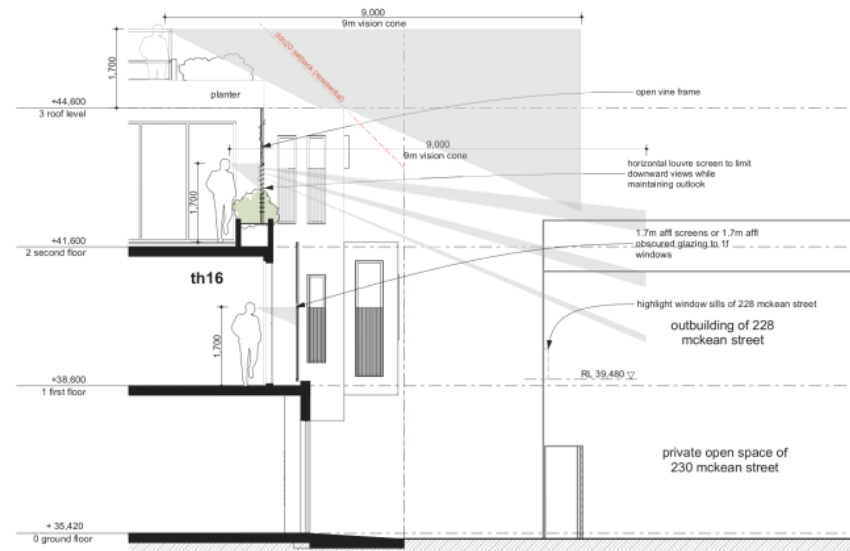 9,000
9m vision cone
ddo20 setback (residential)
1,700
planter
open vine frame
+44,600
3 roof level
9,000
9m vision cone
horizontal louvre screen to limit
downward views while
maintaining outlook
1,700
1.7m affl screens or 1.7m affl
obscured glazing to 1f
windows
+41,600
2 second floor
th16
highlight window sills of 228 mckean street
outbuilding of 228
mckean street
1,700
RL 39,480
+38,600
1 first floor
private open space of
230 mckean street
+ 35,420
0 ground floor